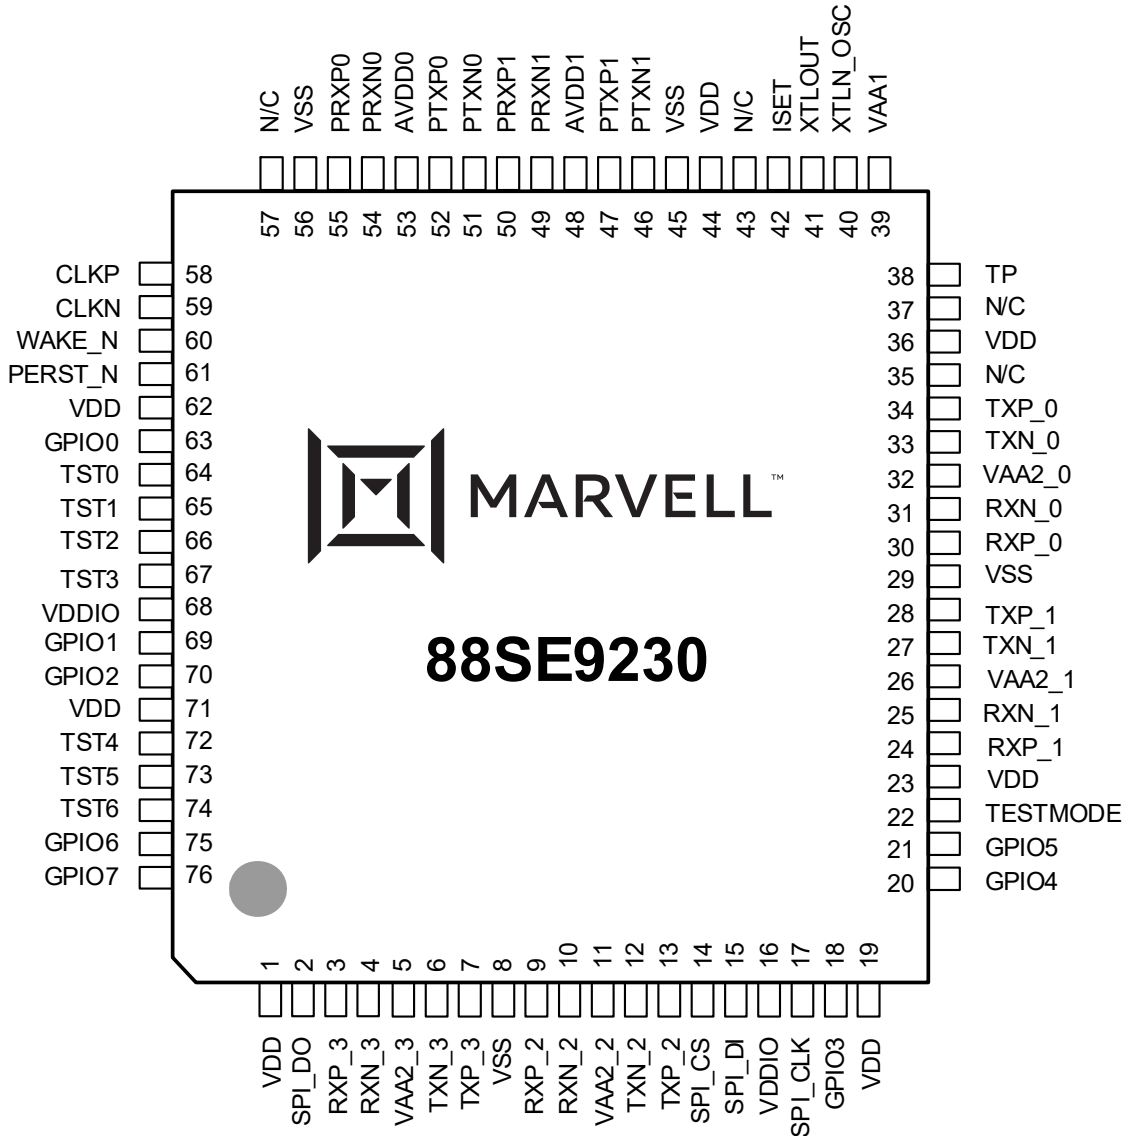 N/C VSS PRXP0 PRXN0 AVDD0 PTXP0 PTXN0 PRXP1 PRXN1 AVDD1 PTXP1 PTXN1 VSS VDD N/C ISET XTLOUT XTLN_OSC VAA1
57 56 55 54 53 52 51 50 49 48 47 46 45 44 43 42 41 40 39
CLKP 58 38 TP
CLKN 59 37 N/C
WAKE_N 60 36 VDD
PERST_N 61 35 N/C
VDD 62 34 TXP_0
GPIO0 63 33 TXN_0
TST0 64 32 VAA2_0
MARVELL™
TST1 65 31 RXN_0
TST2 66 30 RXP_0
TST3 67 29 VSS
VDDIO 68 28 TXP_1
GPIO1 69 27 TXN_1
88SE9230
GPIO2 70 26 VAA2_1
VDD 71 25 RXN_1
TST4 72 24 RXP_1
TST5 73 23 VDD
TST6 74 22 TESTMODE
GPIO6 75 21 GPIO5
GPIO7 76 20 GPIO4
1 2 3 4 5 6 7 8 9 10 11 12 13 14 15 16 17 18 19
VDD SPI_DO RXP_3 RXN_3 VAA2_3 TXN_3 TXP_3 VSS RXP_2 RXN_2 VAA2_2 TXN_2 TXP_2 SPI_CS SPI_DI VDDIO SPI_CLK GPIO3 VDD